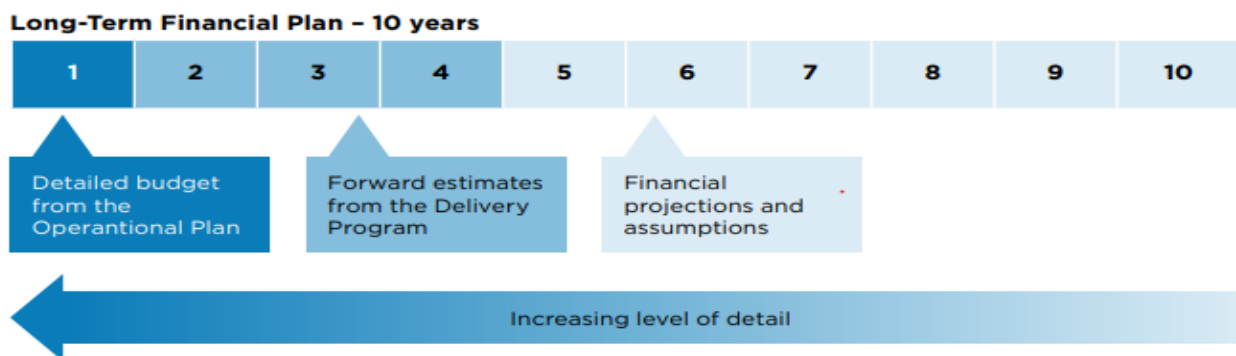 Long-Term Financial Plan – 10 years
1 2 3 4 5 6 7 8 9 10
Detailed budget
from the
Operantional Plan
Forward estimates
from the Delivery
Program
Financial
projections and
assumptions
Increasing level of detail